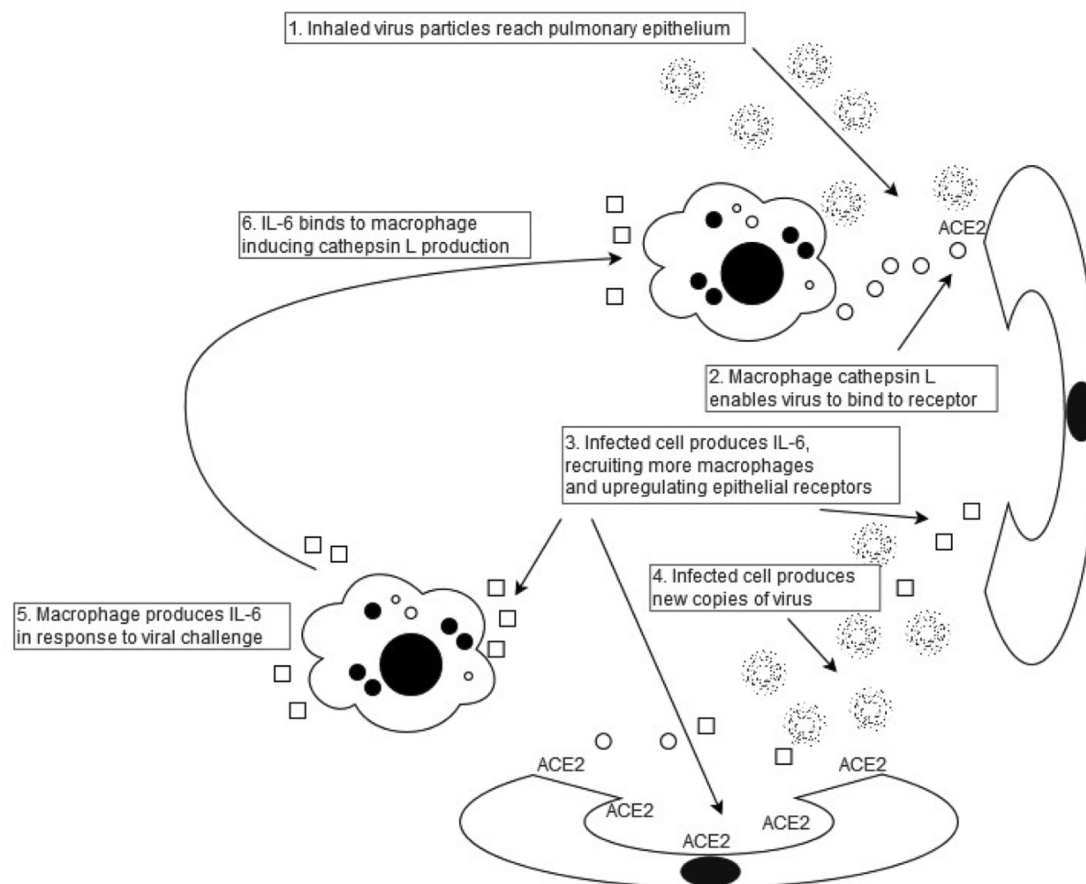 1. Inhaled virus particles reach pulmonary epithelium
6. IL-6 binds to macrophage
inducing cathepsin L production
ACE2
2. Macrophage cathepsin L
enables virus to bind to receptor
3. Infected cell produces IL-6,
recruiting more macrophages
and upregulating epithelial receptors
4. Infected cell produces
new copies of virus
5. Macrophage produces IL-6
in response to viral challenge
ACE2
ACE2
ACE2
ACE2
ACE2